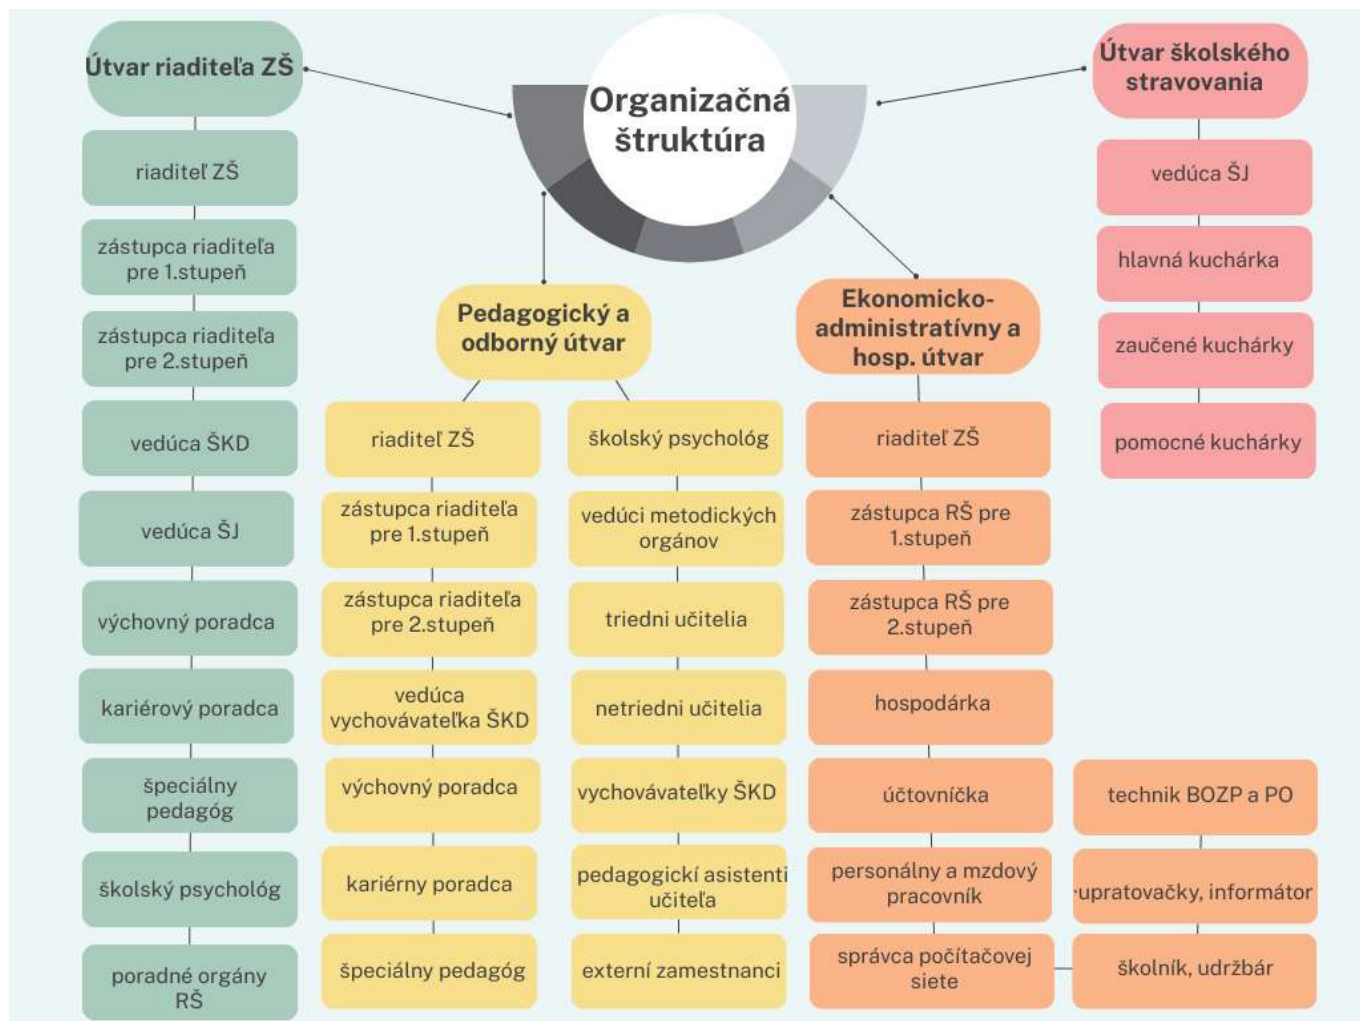 Organizačná
štruktúra
Útvar riaditeľa ZŠ
riaditeľ ZŠ
zástupca riaditeľa
pre 1.stupeň
zástupca riaditeľa
pre 2.stupeň
vedúca ŠKD
vedúca ŠJ
výchovný poradca
kariérový poradca
špeciálny
pedagóg
školský psychológ
poradné orgány
RŠ
Pedagogický a
odborný útvar
riaditeľ ZŠ
zástupca riaditeľa
pre 1.stupeň
zástupca riaditeľa
pre 2.stupeň
vedúca
vychovávateľka ŠKD
výchovný poradca
kariérny poradca
špeciálny pedagóg
školský psychológ
vedúci metodických
orgánov
triedni učitelia
netriedni učitelia
vychovávateľky ŠKD
pedagogickí asistenti
učiteľa
externí zamestnanci
Ekonomicko-
administratívny a
hosp. útvar
riaditeľ ZŠ
zástupca RŠ pre
1.stupeň
zástupca RŠ pre
2.stupeň
hospodárka
účtovníčka
personálny a mzdový
pracovník
správca počítačovej
siete
školník, udržbár
-upratovačky, informátor
technik BOZP a PO
Útvar školského
stravovania
vedúca ŠJ
hlavná kuchárka
zaučené kuchárky
pomocné kuchárky